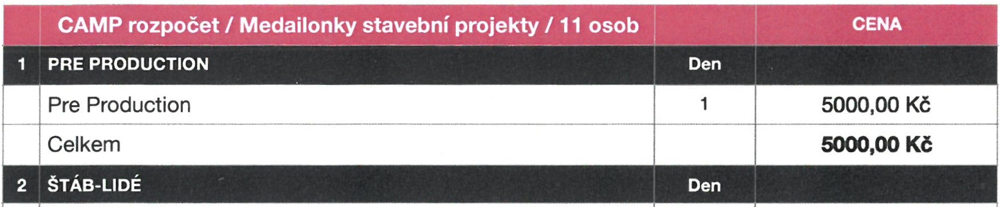 CAMP rozpočet / Medailonky stavební projekty / 11 osob CENA
1 PRE PRODUCTION Den
Pre Production 1 5000,00 Kč
Celkem 5000,00 Kč
2 ŠTÁB-LIDÉ Den